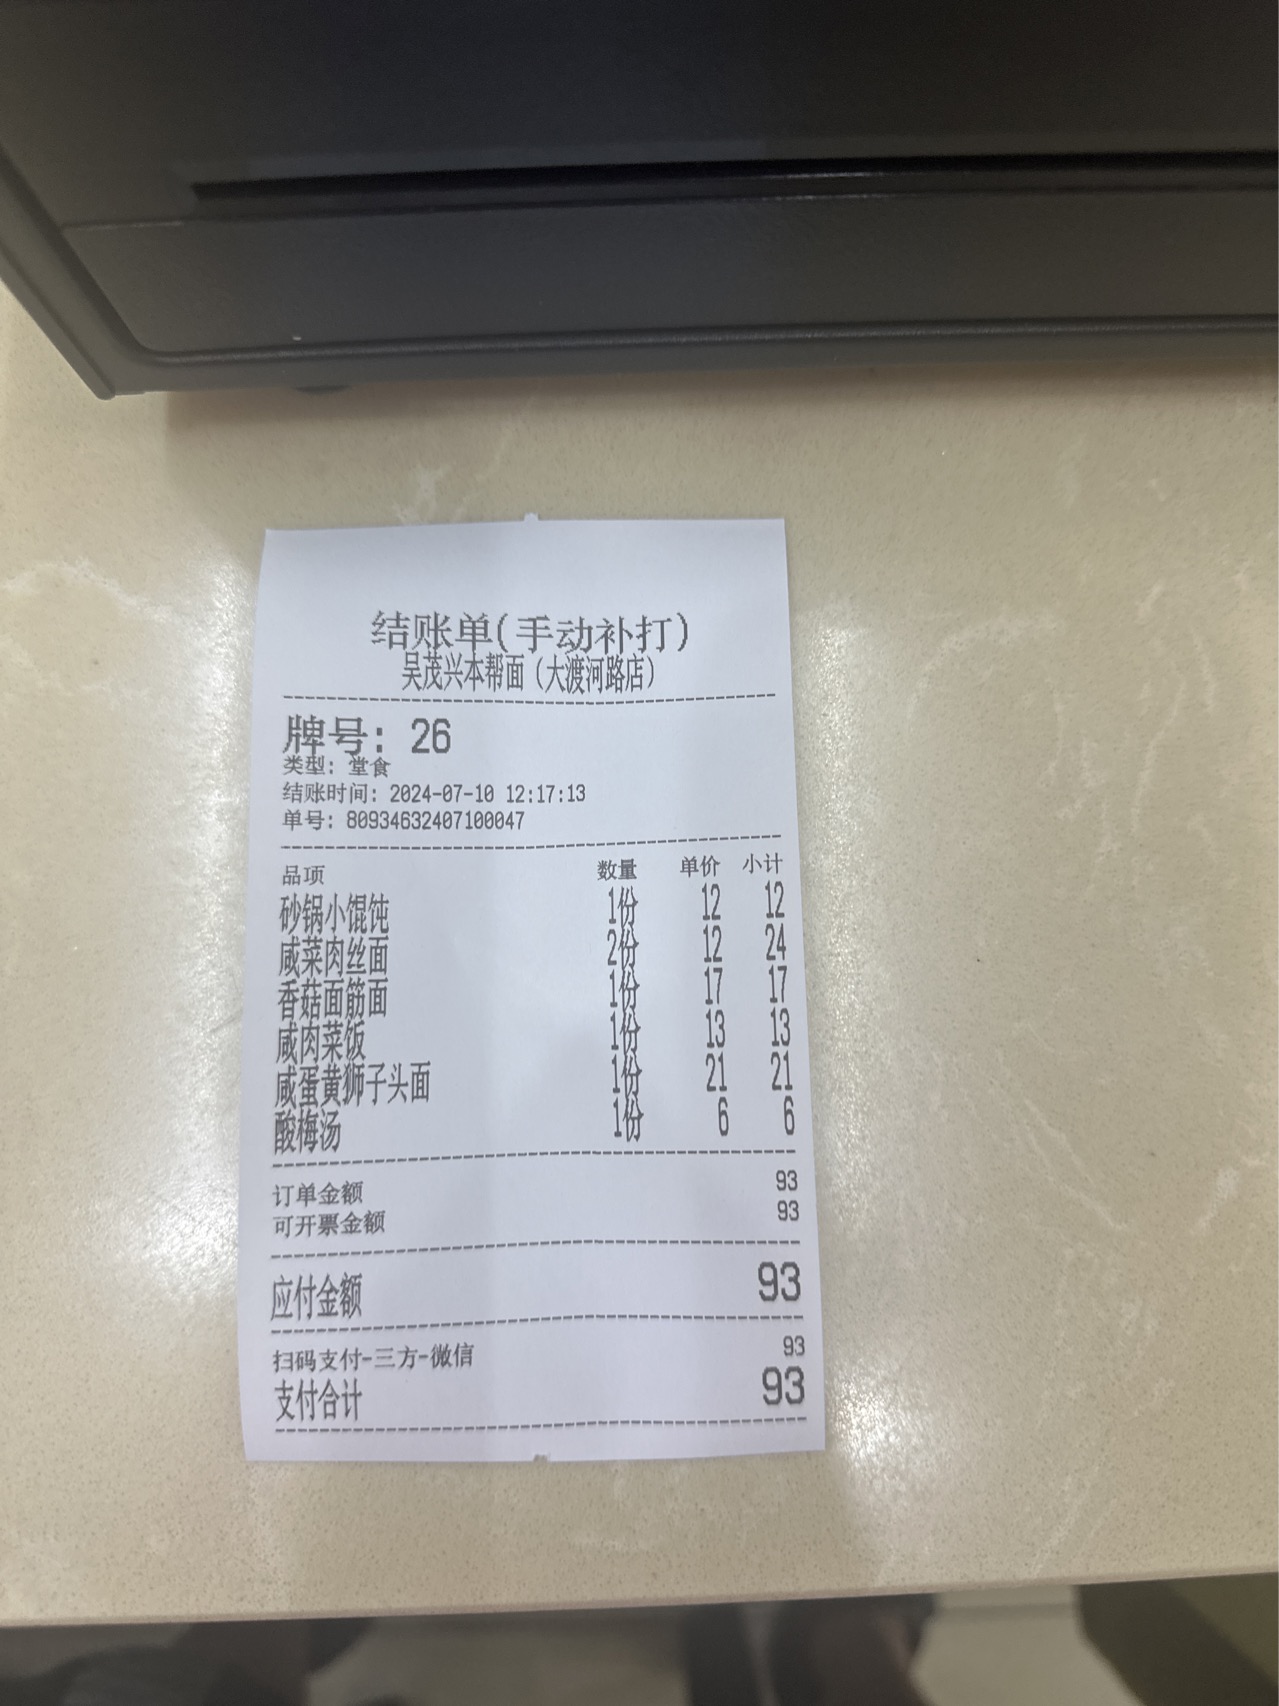 结账单(手动补打)
吴茂兴本帮面(大渡河路店)
牌号: 26
类型: 堂食
结账时间: 2024-07-10 12:17:13
单号: 80934632407100047
品项 数量 单价 小计
砂锅小馄饨 1份 12 12
咸菜肉丝面 2份 12 24
香菇面筋面 1份 17 17
咸肉菜饭 1份 13 13
咸蛋黄狮子头面 1份 21 21
酸梅汤 1份 6 6
订单金额 93
可开票金额 93
应付金额 93
扫码支付-三方-微信 93
支付合计 93